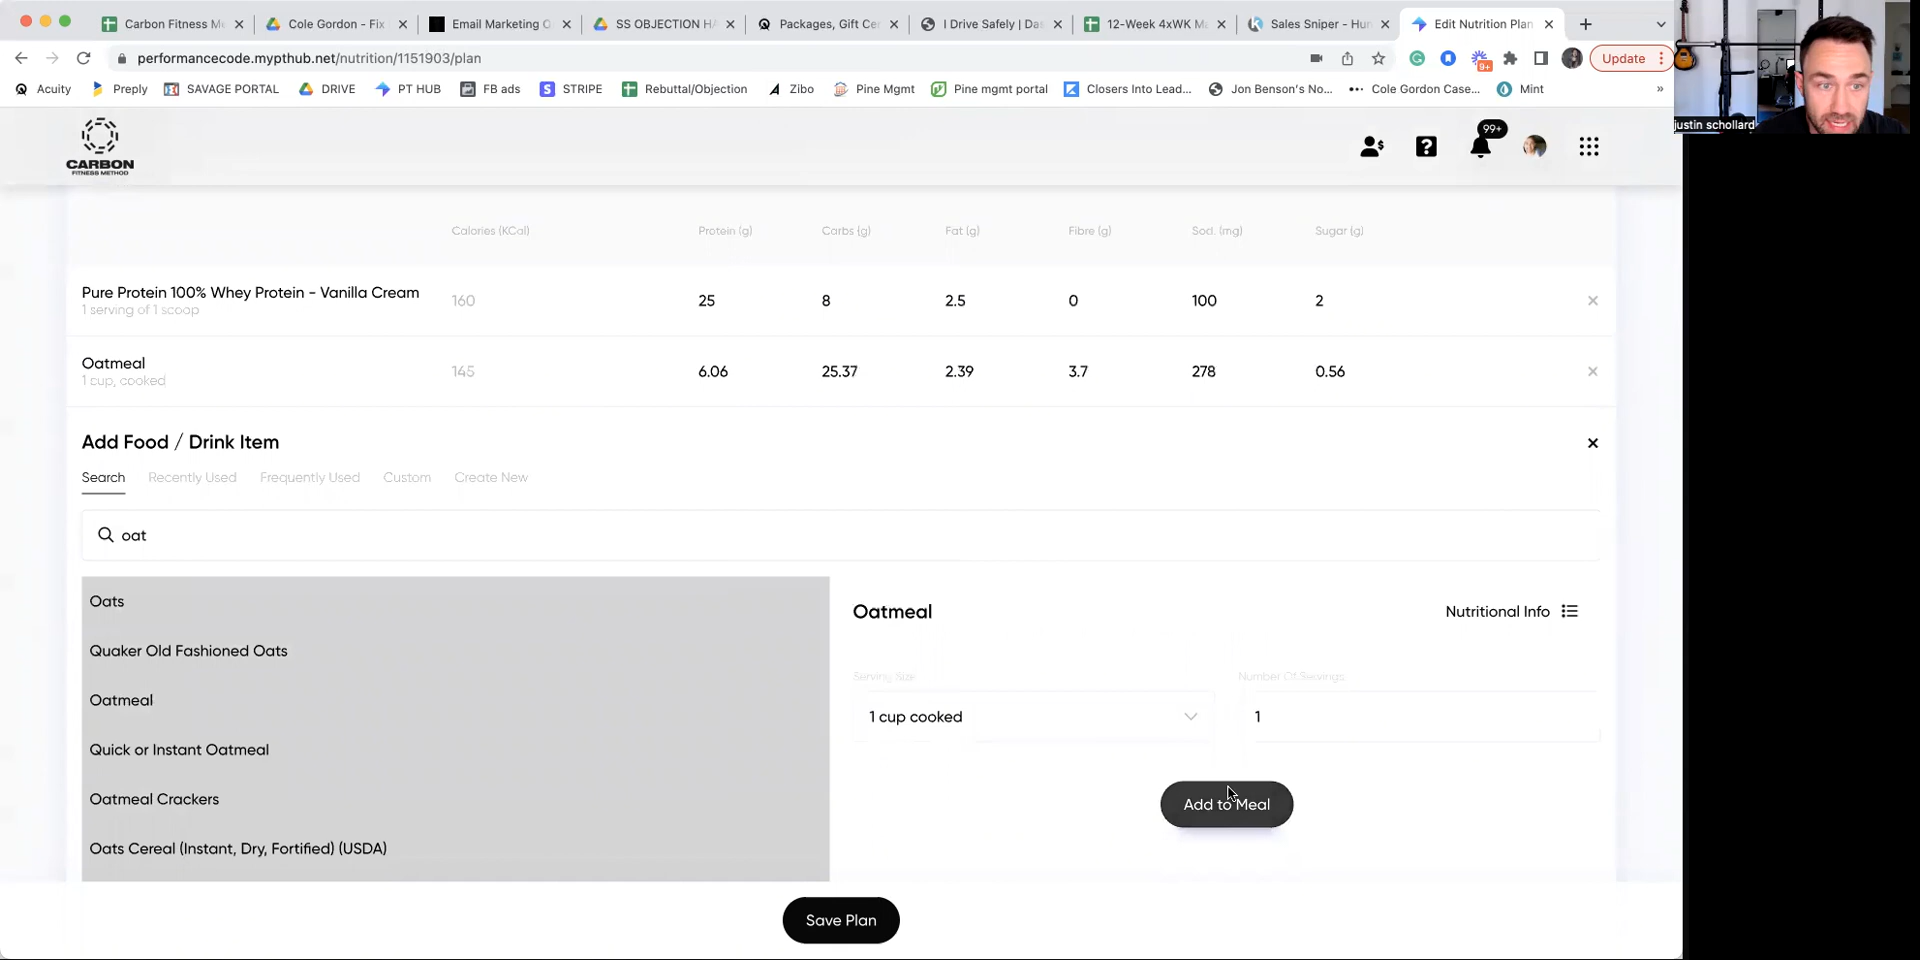 Carbon Fitness M
Cole Gordon - Fix
Email Marketing Q
SS OBJECTION HA
Packages, Gift Ce
I Drive Safely | Da
12-Week 4xWK M
Sales Sniper - Hu
Edit Nutrition Plan
performancecode.mypthub.net/nutrition/1151903/plan
9+
Update
Acuity
Preply
SAVAGE PORTAL
DRIVE
PT HUB
FB ads
STRIPE
Rebuttal/Objection
Zibo
Pine Mgmt
Pine mgmt portal
Closers Into Lead...
Jon Benson's No...
Cole Gordon Case...
Mint
»
justin schollard
CARBON
FITNESS METHOD
99+
Calories (KCal)
Protein (g)
Carbs (g)
Fat (g)
Fibre (g)
Sod. (mg)
Sugar (g)
Pure Protein 100% Whey Protein - Vanilla Cream
1 serving of 1 scoop
160
25
8
2.5
0
100
2
Oatmeal
1 cup, cooked
145
6.06
25.37
2.39
3.7
278
0.56
Add Food / Drink Item
Search
Recently Used
Frequently Used
Custom
Create New
oat
Oats
Quaker Old Fashioned Oats
Oatmeal
Quick or Instant Oatmeal
Oatmeal Crackers
Oats Cereal (Instant, Dry, Fortified) (USDA)
Oatmeal
Nutritional Info
Serving Size
Number Of Servings
1 cup cooked
1
Add to Meal
Save Plan